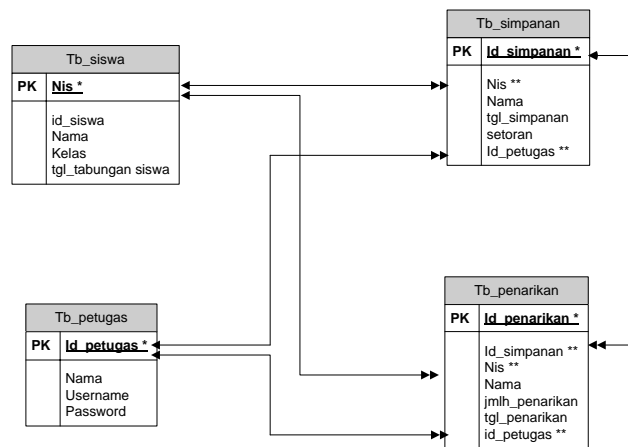 Tb_siswa
PK Nis *
id_siswa
Nama
Kelas
tgl_tabungan siswa
Tb_simpanan
PK Id_simpanan *
Nis **
Nama
tgl_simpanan
setoran
Id_petugas **
Tb_petugas
PK Id_petugas *
Nama
Username
Password
Tb_penarikan
PK Id_penarikan *
Id_simpanan **
Nis **
Nama
jmlh_penarikan
tgl_penarikan
id_petugas **